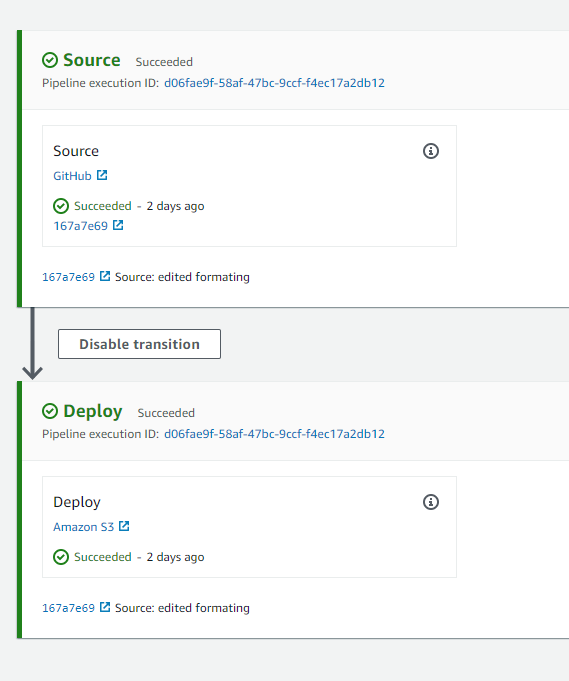 Source Succeeded
Pipeline execution ID: d06fae9f-58af-47bc-9ccf-f4ec17a2db12
Source
GitHub
Succeeded - 2 days ago
167a7e69
167a7e69 Source: edited formating
Disable transition
Deploy Succeeded
Pipeline execution ID: d06fae9f-58af-47bc-9ccf-f4ec17a2db12
Deploy
Amazon S3
Succeeded - 2 days ago
167a7e69 Source: edited formating